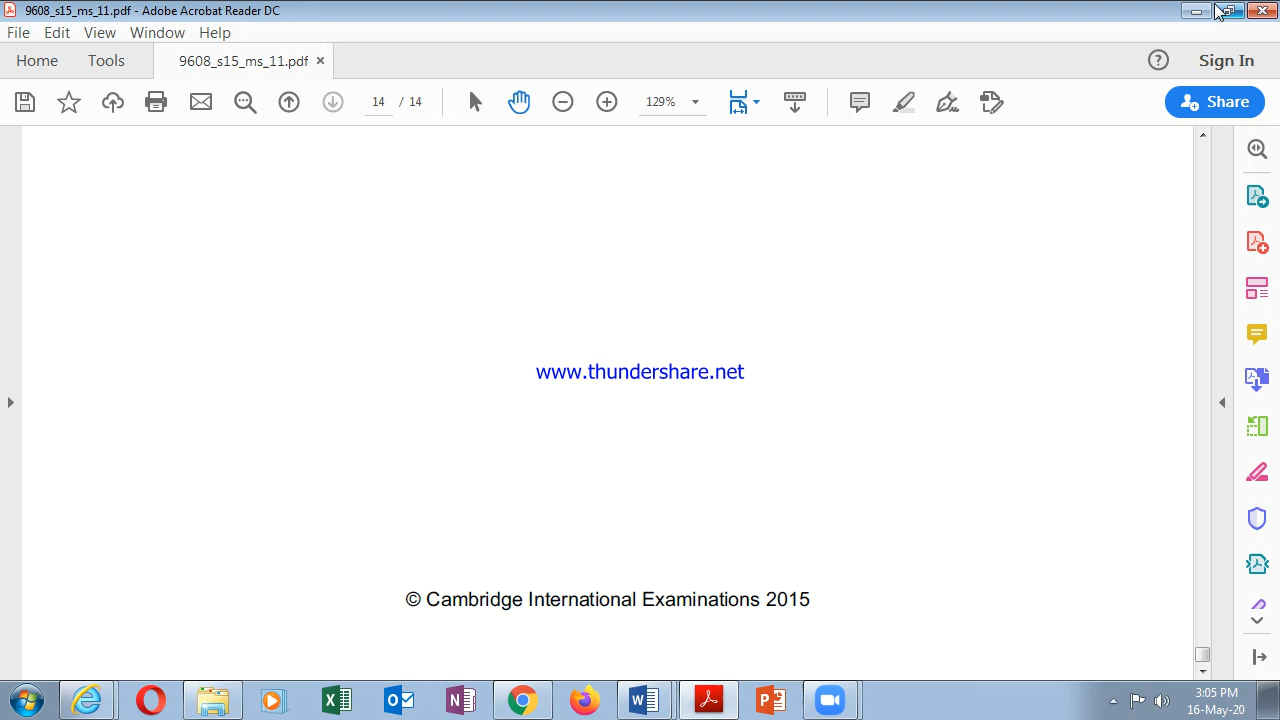 9608_s15_ms_11.pdf - Adobe Acrobat Reader DC
File Edit View Window Help
Home Tools 9608_s15_ms_11.pdf × ? Sign In
14 / 14 129% Share
www.thundershare.net
© Cambridge International Examinations 2015
3:05 PM
16-May-20